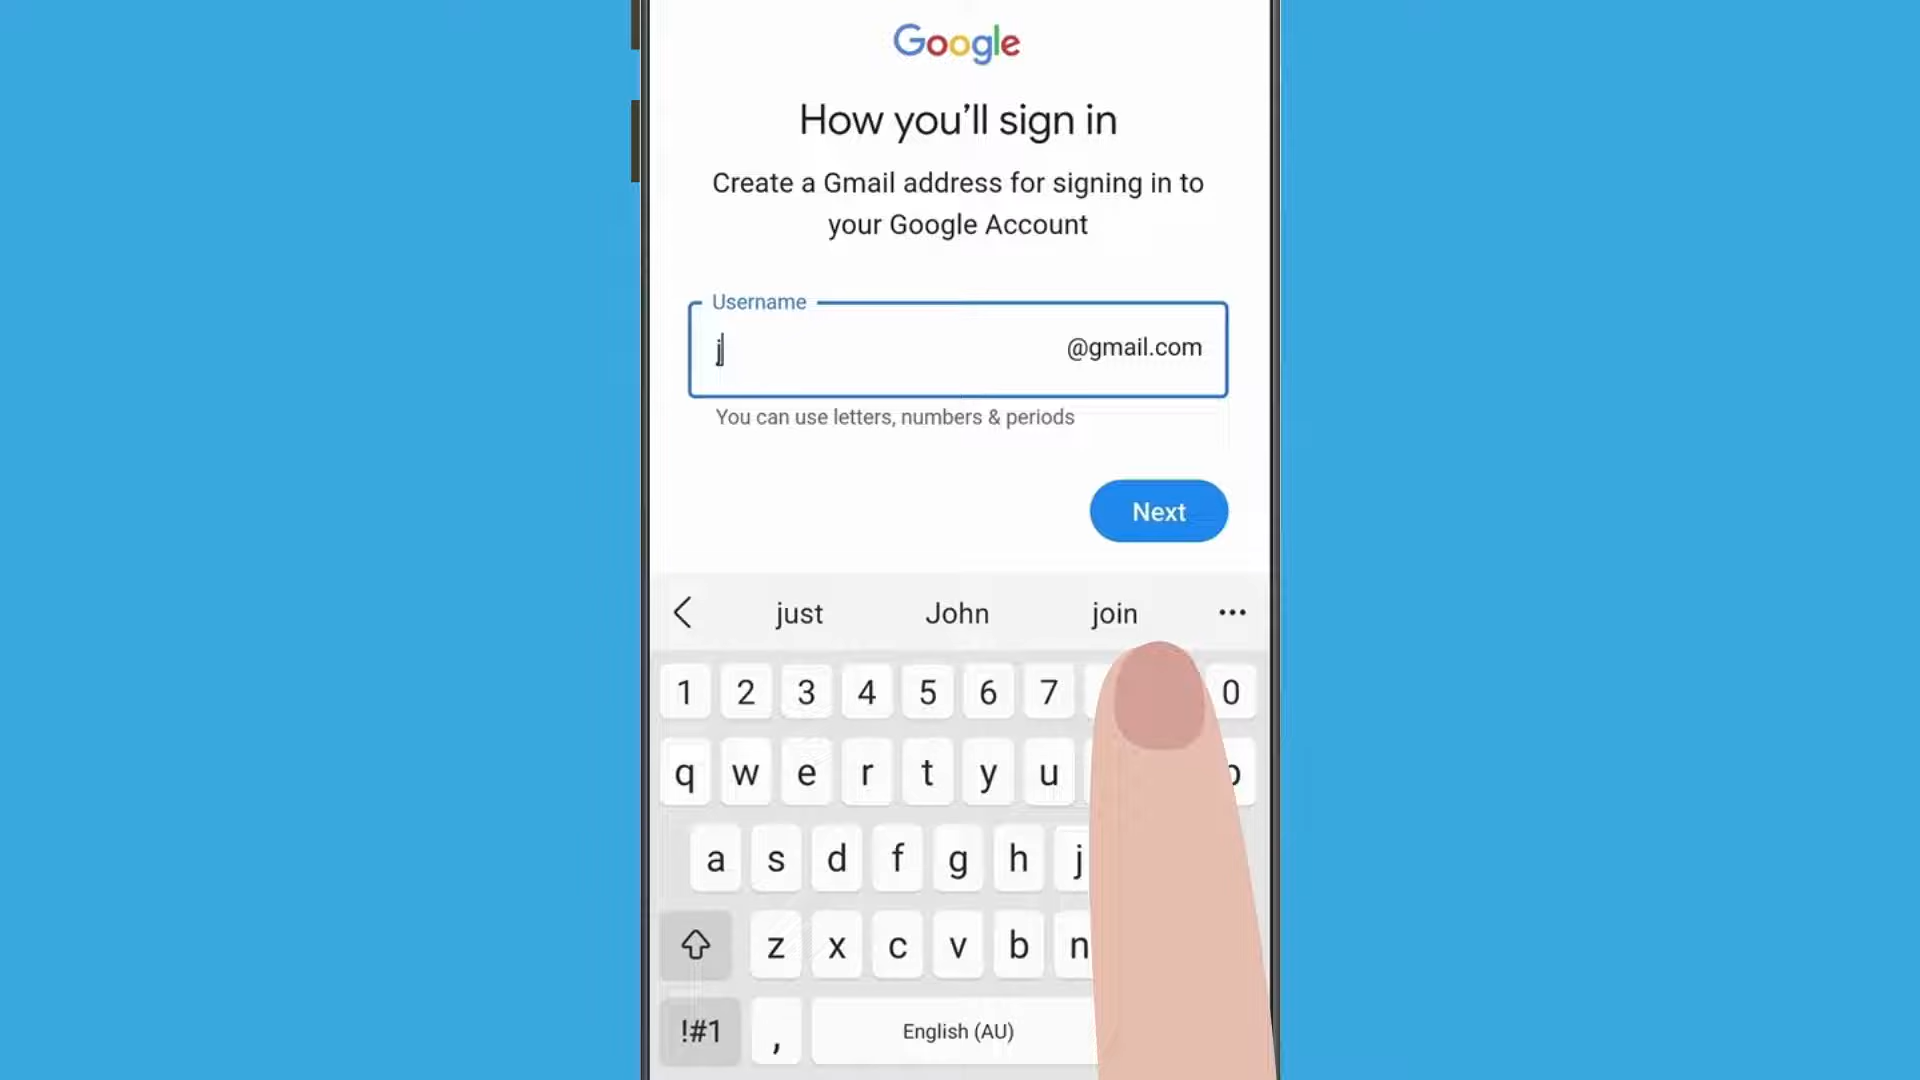 Google
How you’ll sign in
Create a Gmail address for signing in to
your Google Account
Username
j @gmail.com
You can use letters, numbers & periods
Next
just John join ...
1 2 3 4 5 6 7 0
q w e r t y u
a s d f g h j
z x c v b n
!#1 , English (AU)